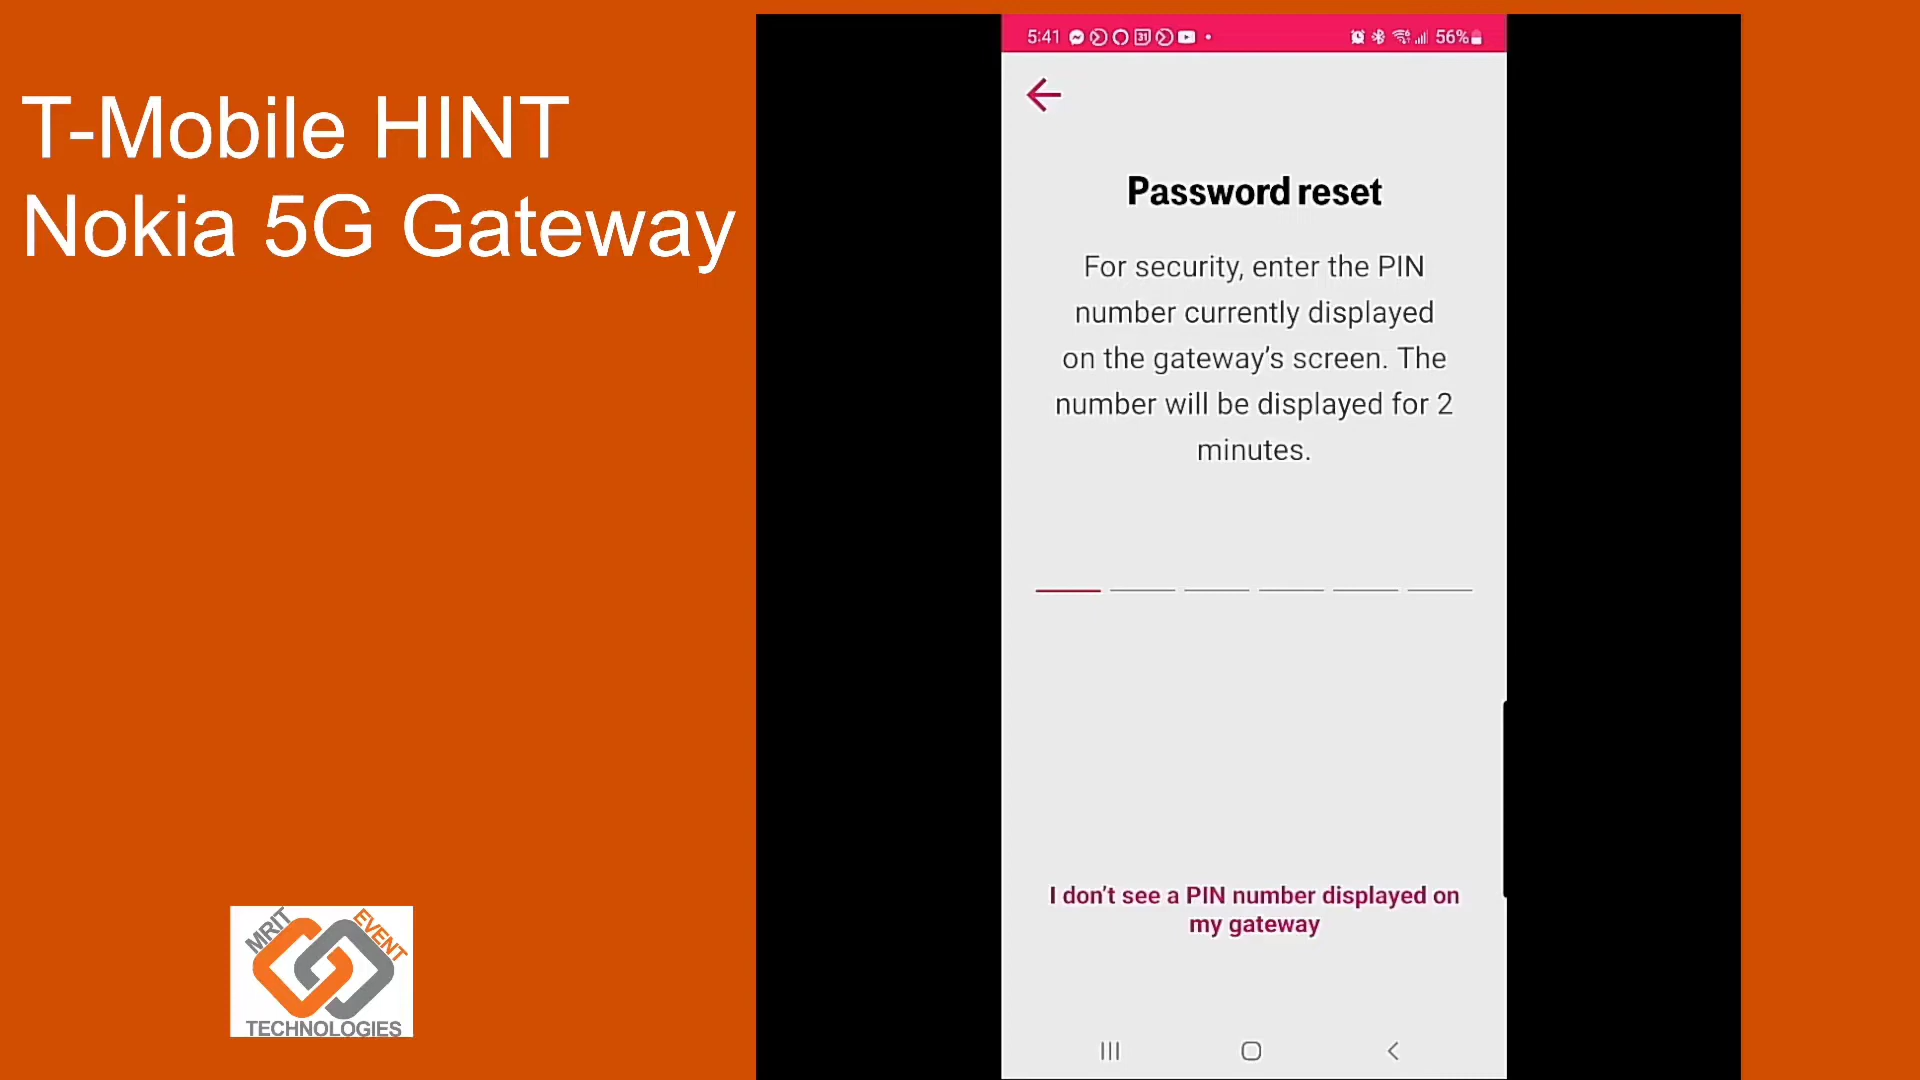 T-Mobile HINT
Nokia 5G Gateway
5:41
31
56%
Password reset
For security, enter the PIN
number currently displayed
on the gateway's screen. The
number will be displayed for 2
minutes.
I don't see a PIN number displayed on
my gateway
MRIT
EVENT
TECHNOLOGIES